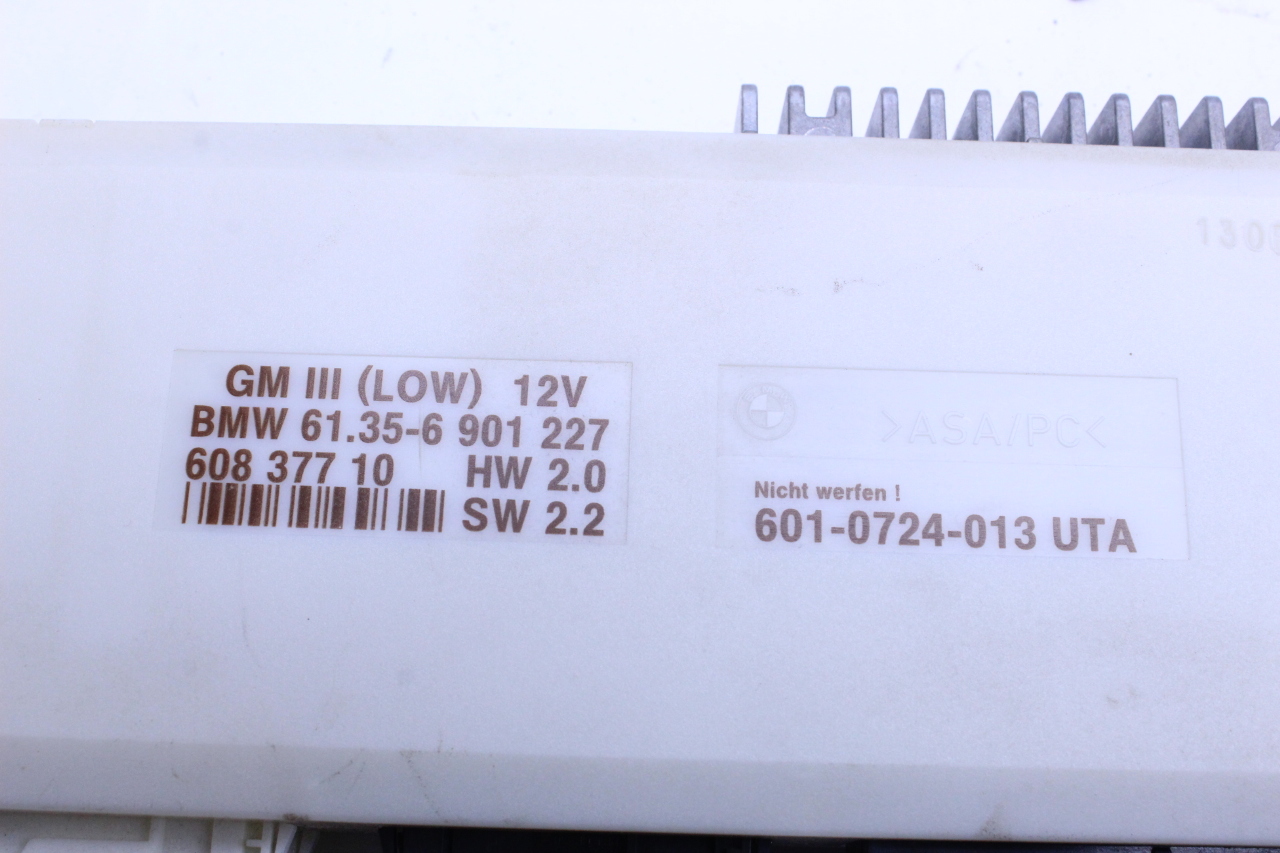 GM III (LOW) 12V
BMW 61.35-6 901 227
608 377 10 HW 2.0
SW 2.2
>ASA/PC<
Nicht werfen !
601-0724-013 UTA